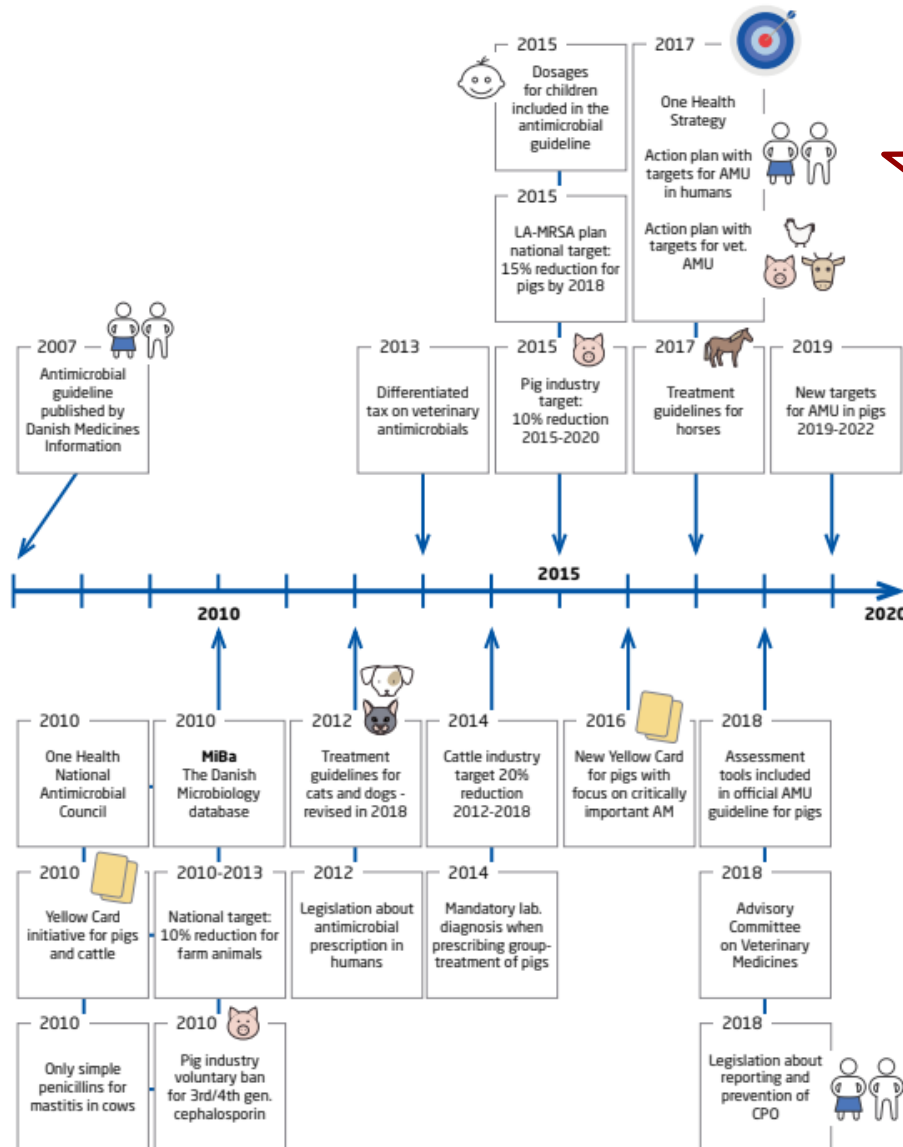 2015
Dosages
for children
included in the
antimicrobial
guideline
2015
LA-MRSA plan
national target:
15% reduction for
pigs by 2018
2017
One Health
Strategy
Action plan with
targets for AMU
in humans
Action plan with
targets for vet.
AMU
2007
Antimicrobial
guideline
published by
Danish Medicines
Information
2013
Differentiated
tax on veterinary
antimicrobials
2015
Pig industry
target:
10% reduction
2015-2020
2017
Treatment
guidelines for
horses
2019
New targets
for AMU in pigs
2019-2022
2015
2010
2020
2010
One Health
National
Antimicrobial
Council
2010
MiBa
The Danish
Microbiology
database
2012
Treatment
guidelines for
cats and dogs -
revised in 2018
2014
Cattle industry
target 20%
reduction
2012-2018
2016
New Yellow Card
for pigs with
focus on critically
important AM
2018
Assessment
tools included
in official AMU
guideline for pigs
2010
Yellow Card
initiative for pigs
and cattle
2010-2013
National target:
10% reduction for
farm animals
2012
Legislation about
antimicrobial
prescription in
humans
2014
Mandatory lab.
diagnosis when
prescribing group-
treatment of pigs
2018
Advisory
Committee
on Veterinary
Medicines
2010
Only simple
penicillins for
mastitis in cows
2010
Pig industry
voluntary ban
for 3rd/4th gen.
cephalosporin
2018
Legislation about
reporting and
prevention of
CPO